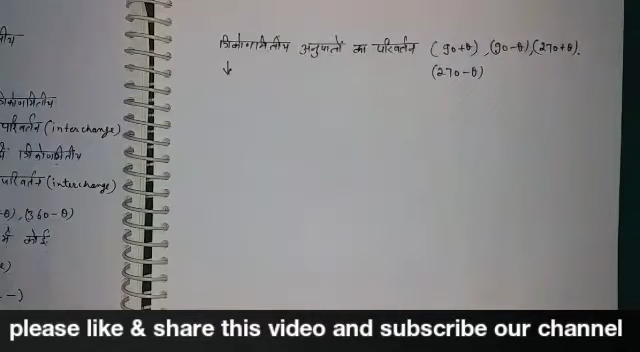 त्रिकोणमितीय
परिवर्तन (interchange)
में त्रिकोणमितीय
परिवर्तन (interchange)
-θ), (360-θ)
में कोई
त्रिकोणमितीय अनुपातों का परिवर्तन (90+θ), (90-θ), (270+θ).
↓ (270-θ)
please like & share this video and subscribe our channel